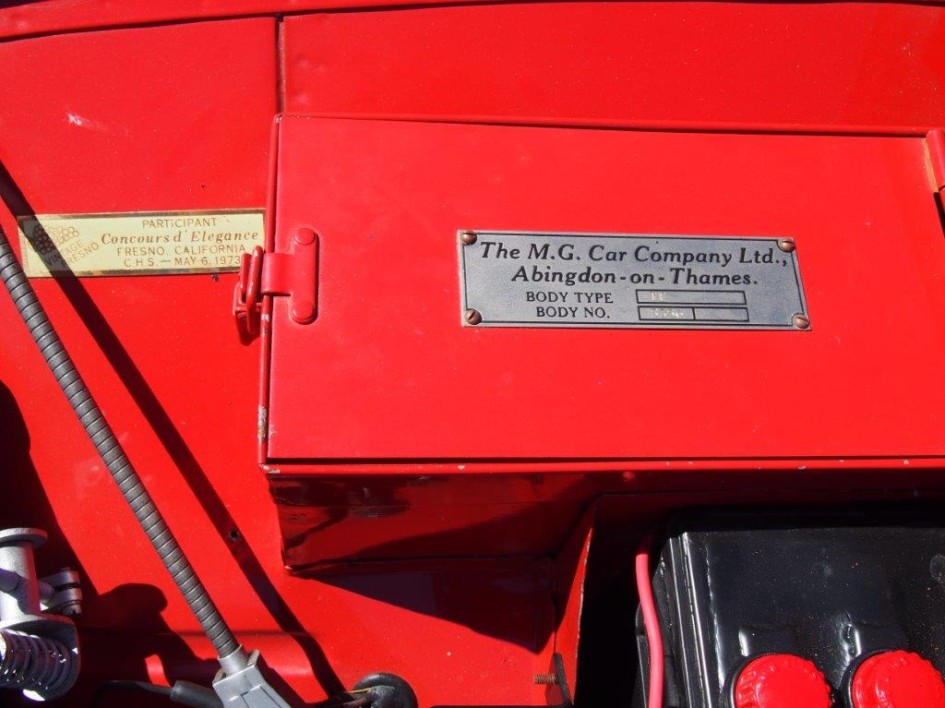 PARTICIPANT
Concours d'Elegance
FRESNO, CALIFORNIA
C.H.S. — MAY 6, 1973
FRESNO
The M.G. Car Company Ltd.,
Abingdon-on-Thames.
BODY TYPE
BODY NO.